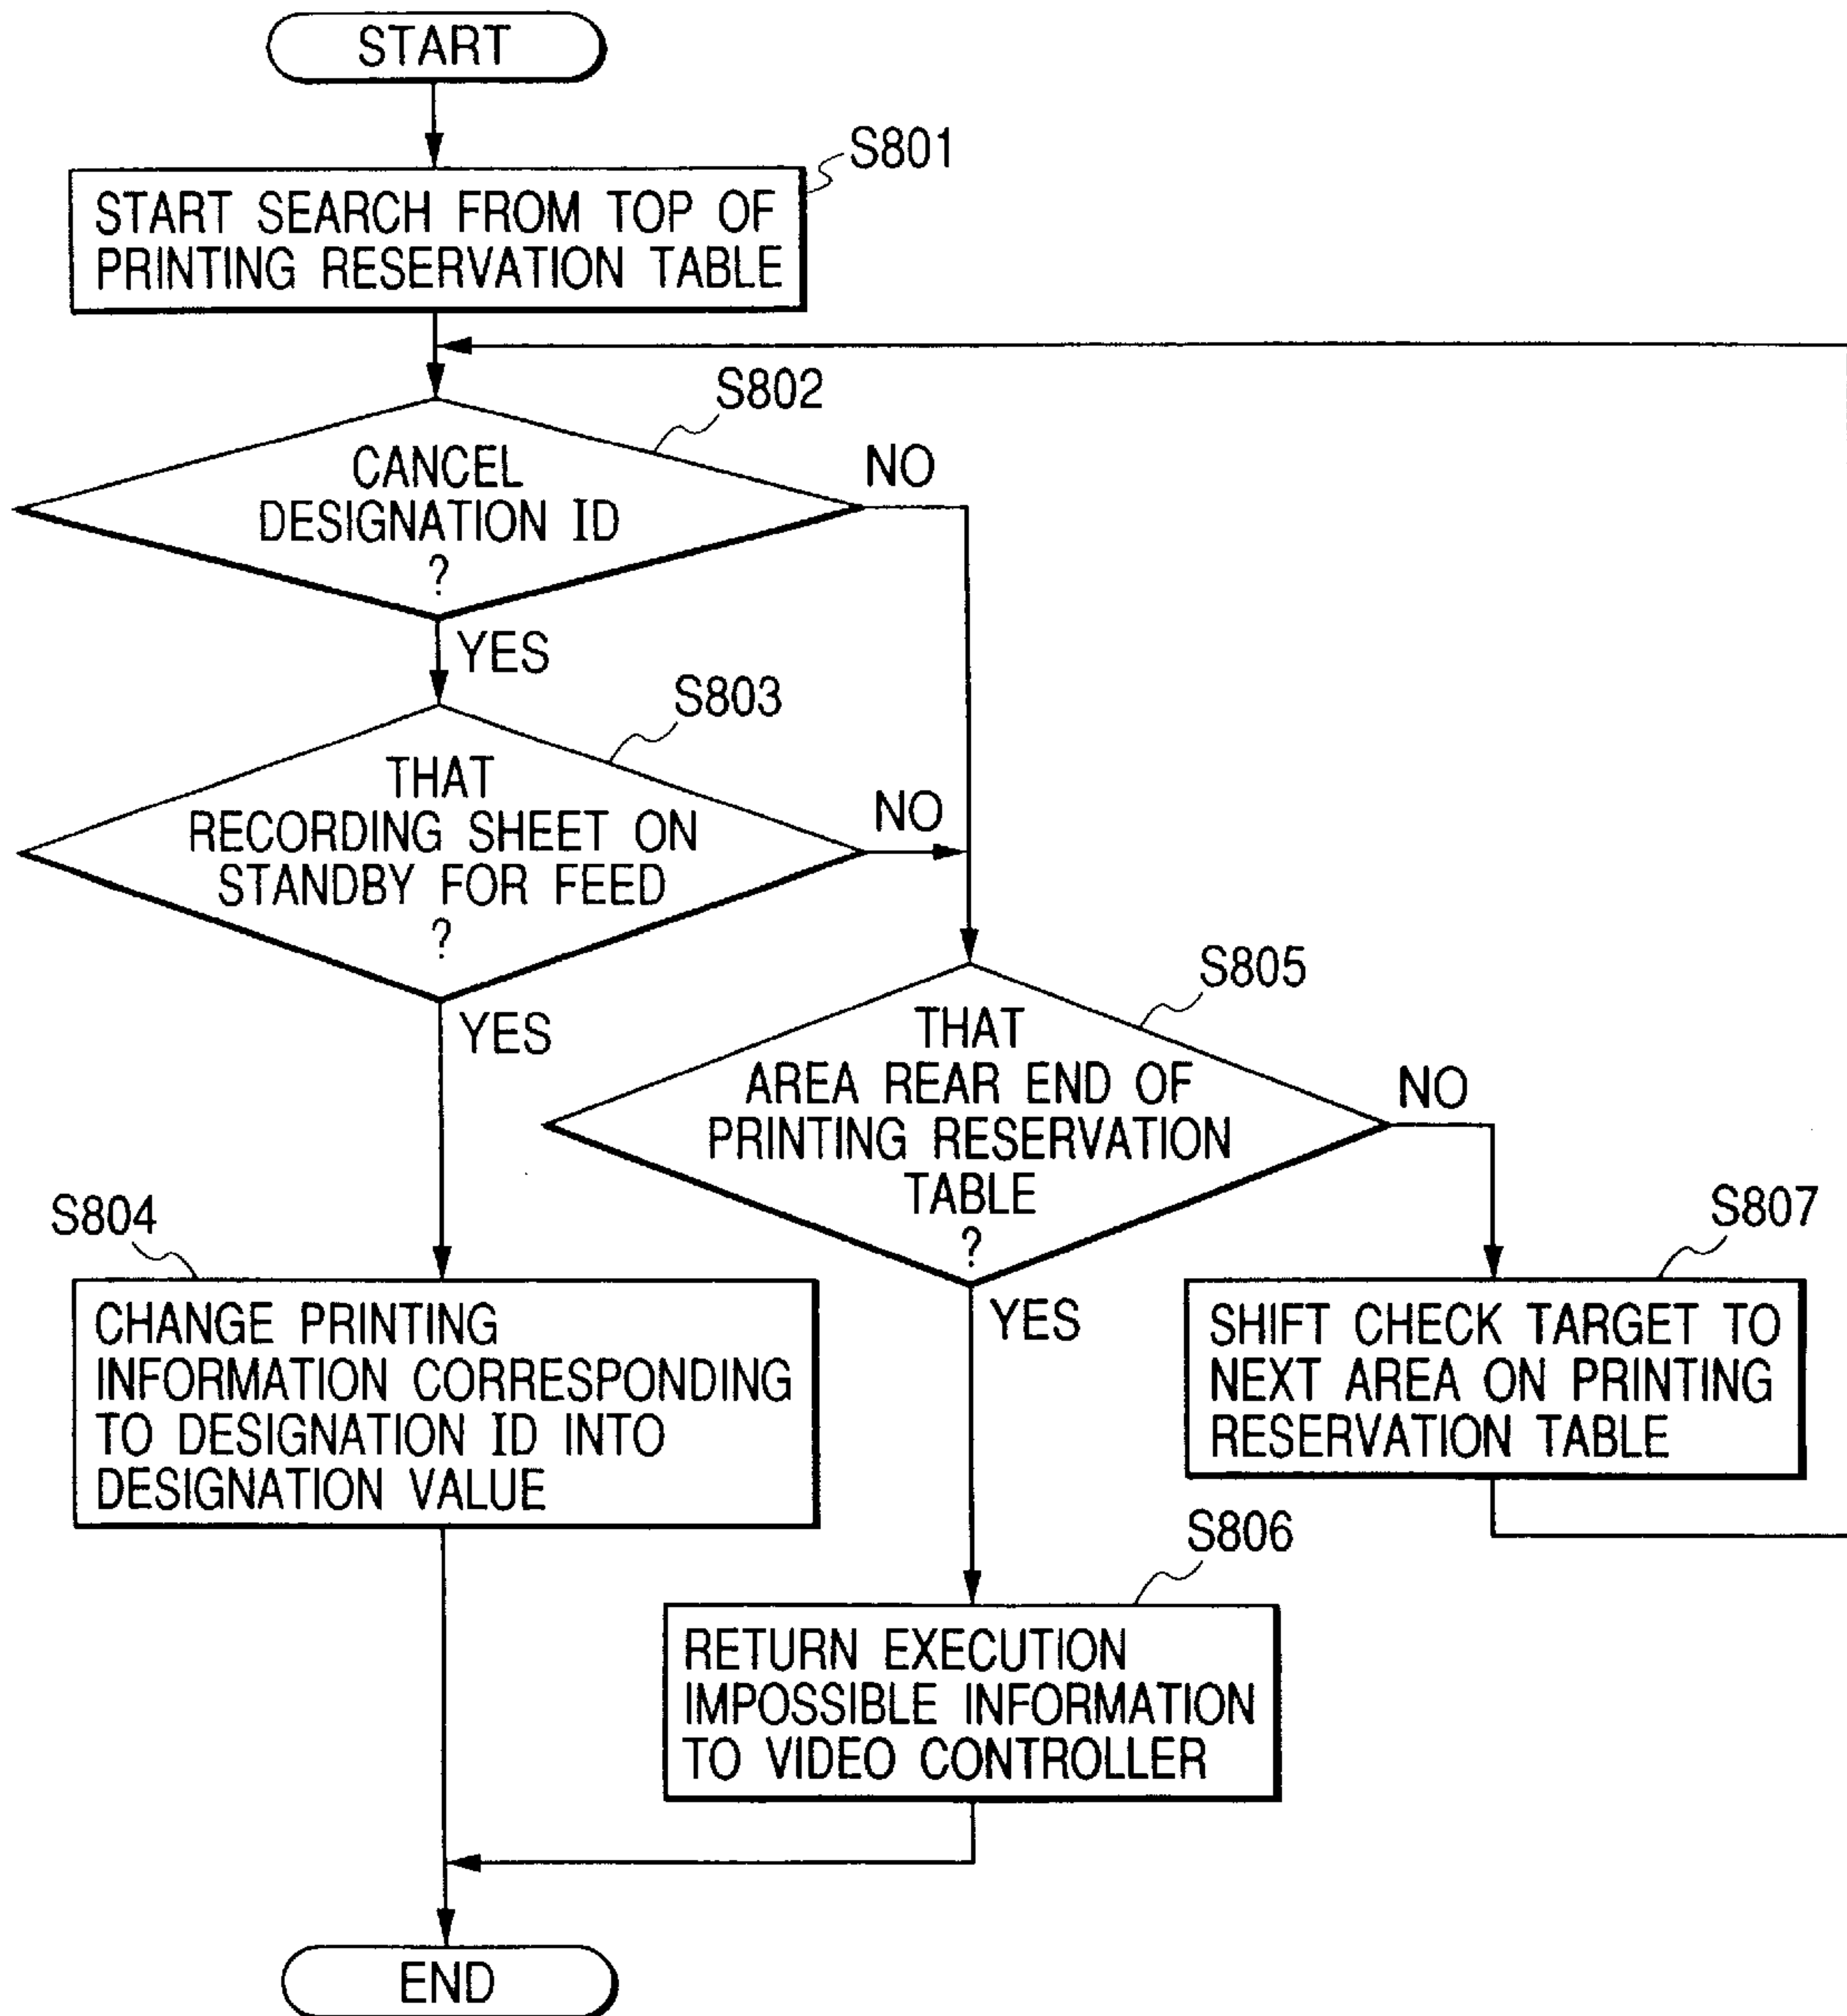 START
S801
START SEARCH FROM TOP OF
PRINTING RESERVATION TABLE
S802
CANCEL
DESIGNATION ID
?
NO
YES
S803
THAT
RECORDING SHEET ON
STANDBY FOR FEED
?
NO
YES
S805
THAT
AREA REAR END OF
PRINTING RESERVATION
TABLE
?
NO
YES
S804
CHANGE PRINTING
INFORMATION CORRESPONDING
TO DESIGNATION ID INTO
DESIGNATION VALUE
S807
SHIFT CHECK TARGET TO
NEXT AREA ON PRINTING
RESERVATION TABLE
S806
RETURN EXECUTION
IMPOSSIBLE INFORMATION
TO VIDEO CONTROLLER
END